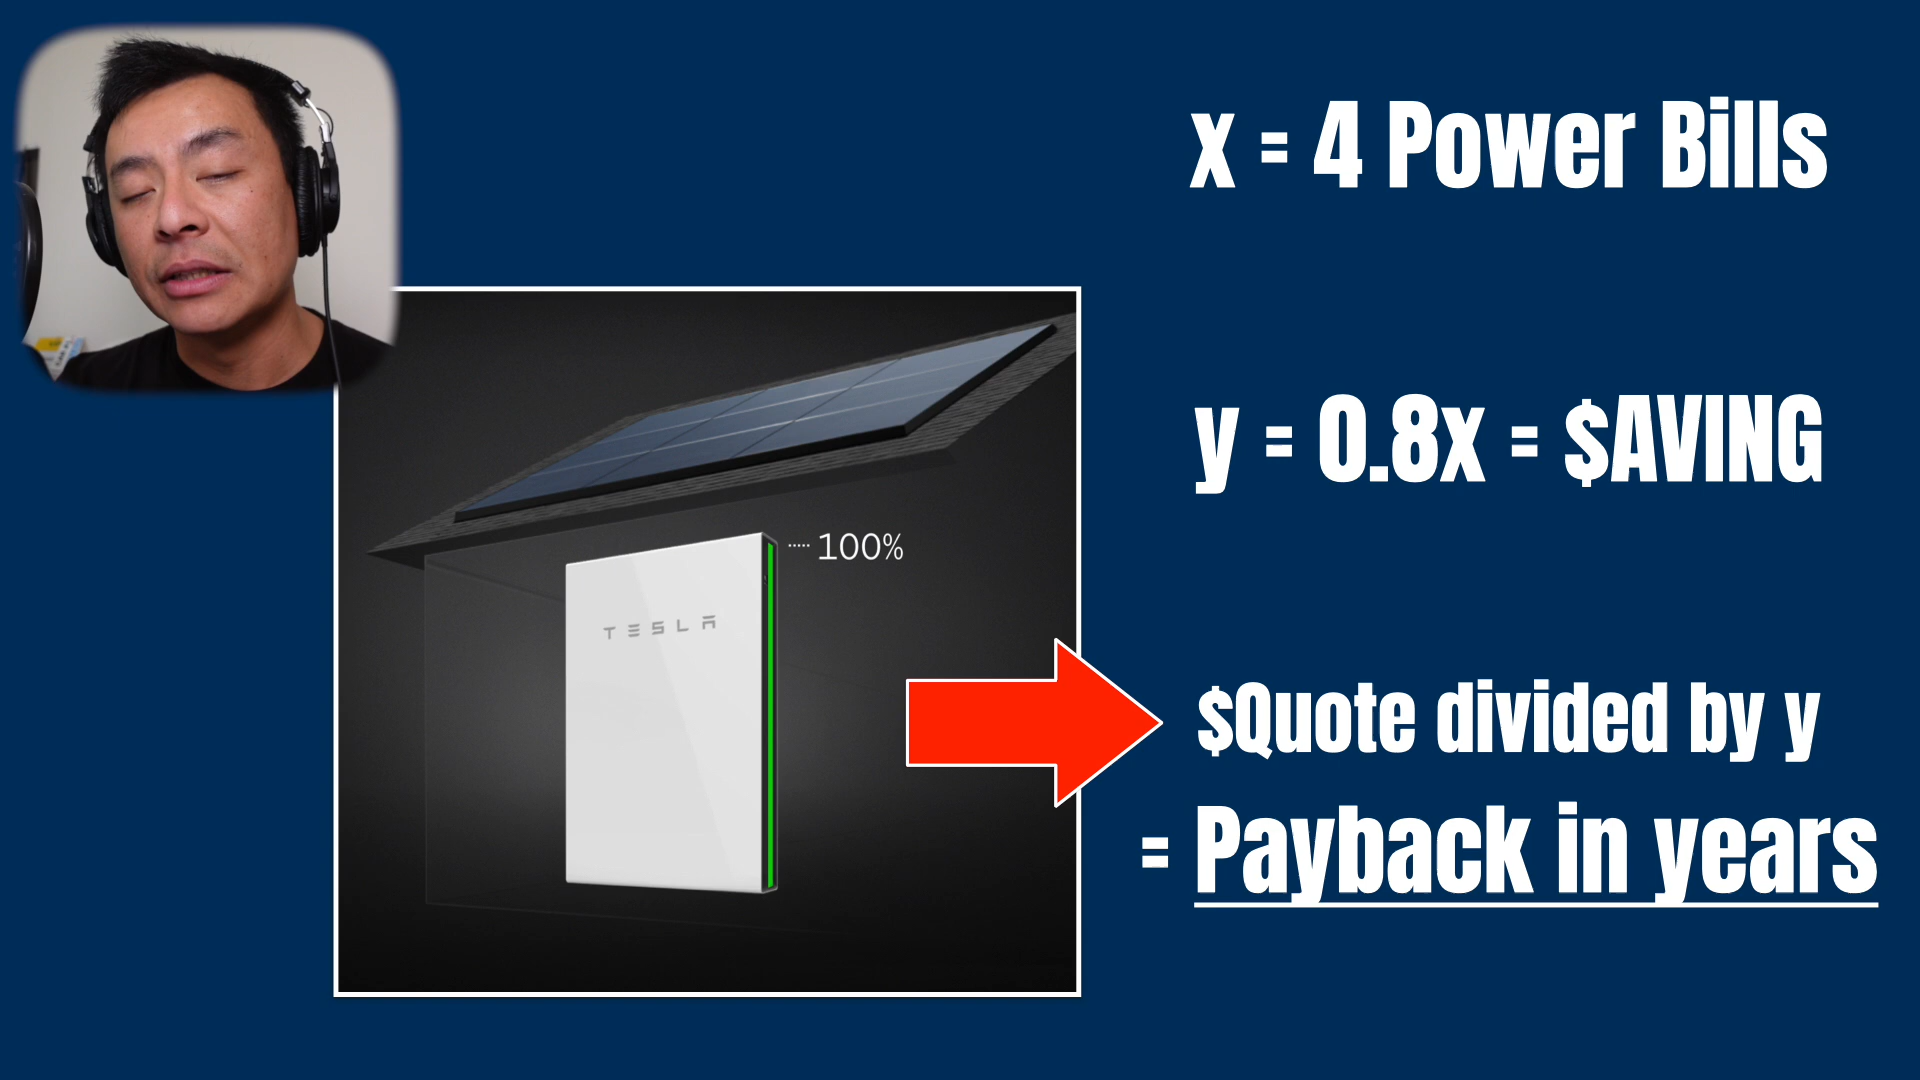 x = 4 Power Bills
y = 0.8x = $AVING
100%
TESLA
$Quote divided by y
= Payback in years